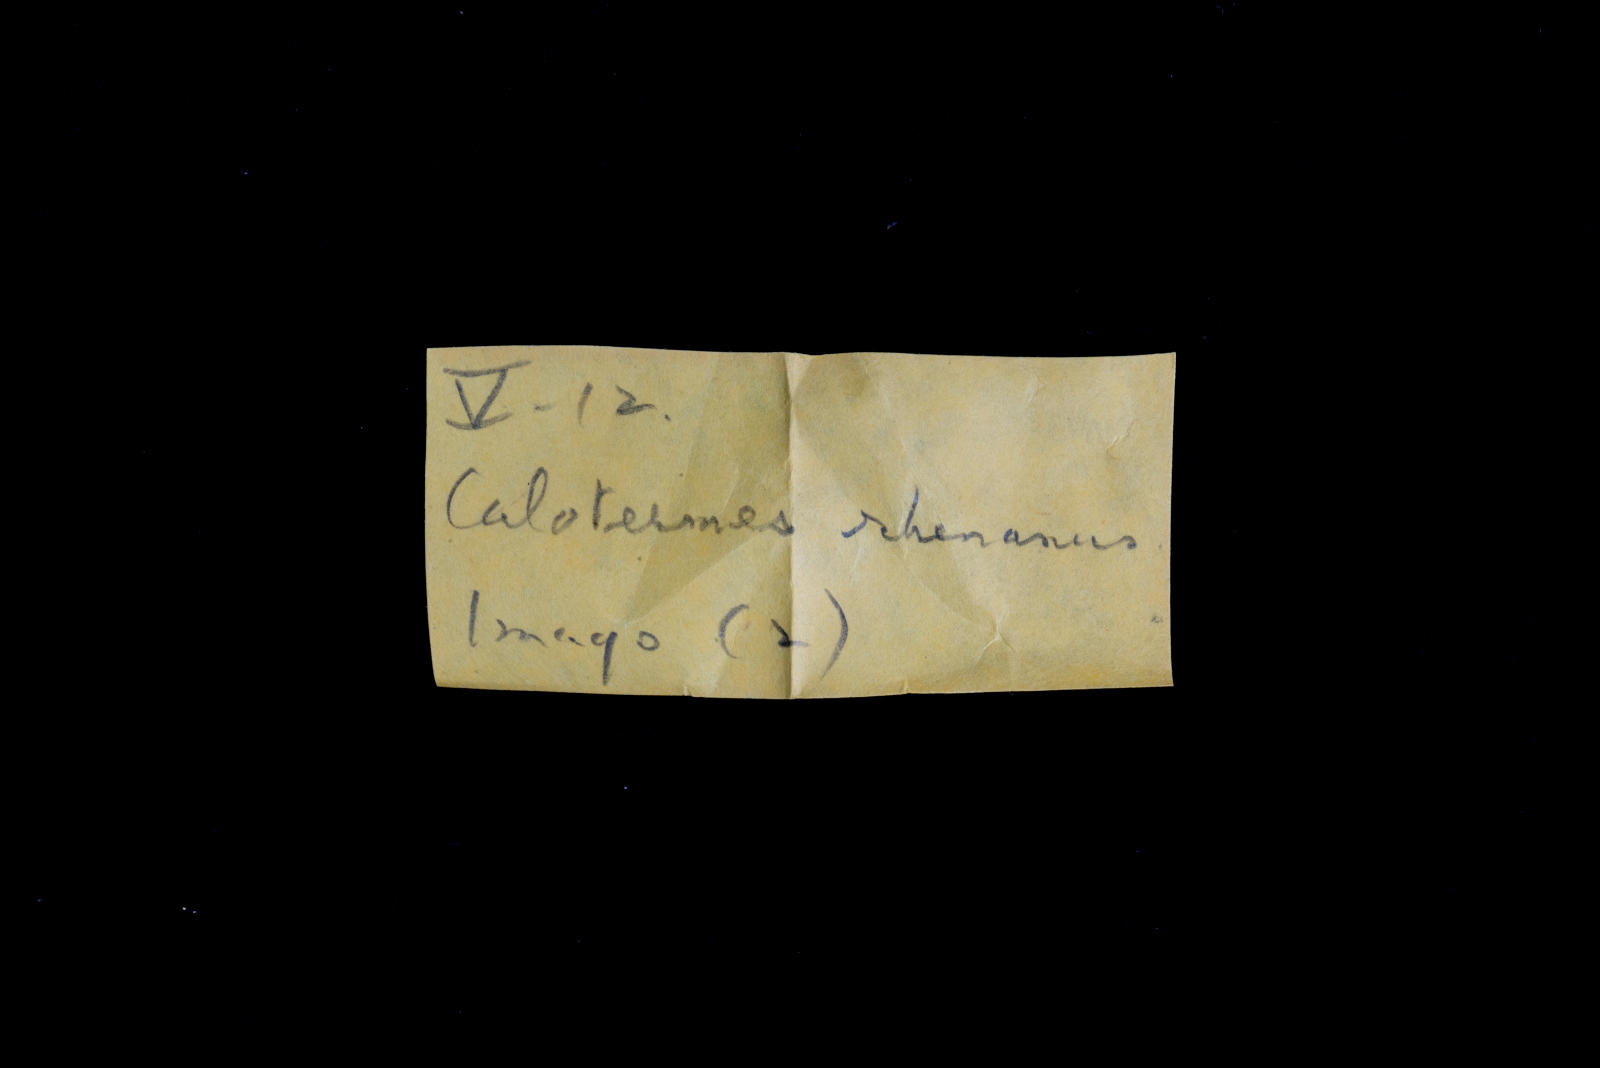 V-12.
Calotermes rhenanus
Imago (2)